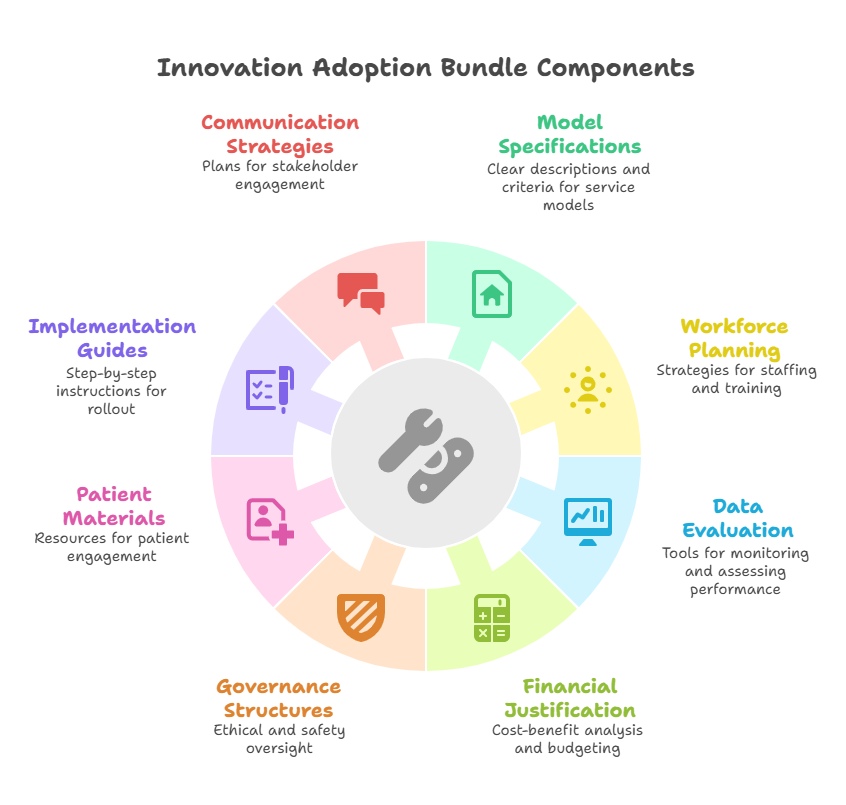 Innovation Adoption Bundle Components
Communication
Strategies
Plans for stakeholder
engagement
Model
Specifications
Clear descriptions and
criteria for service
models
Implementation
Guides
Step-by-step
instructions for
rollout
Workforce
Planning
Strategies for staffing
and training
Patient
Materials
Resources for patient
engagement
Data
Evaluation
Tools for monitoring
and assessing
performance
Governance
Structures
Ethical and safety
oversight
Financial
Justification
Cost-benefit analysis
and budgeting